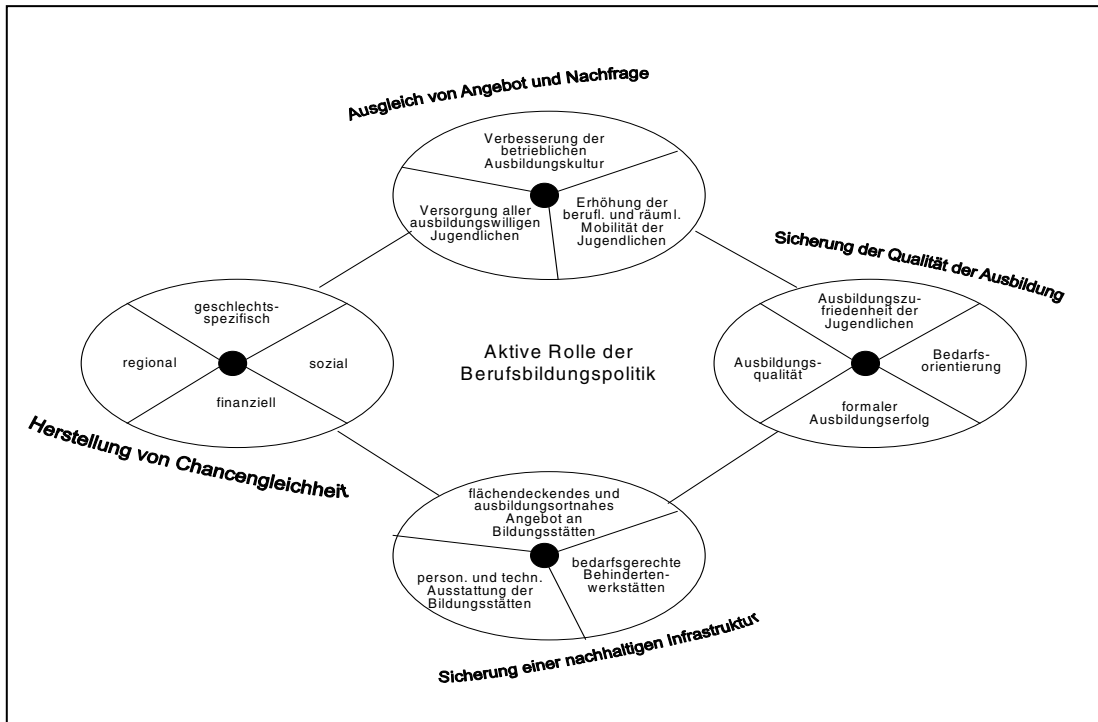 Ausgleich von Angebot und Nachfrage
Verbesserung der
betrieblichen
Ausbildungskultur
Versorgung aller
ausbildungswilligen
Jugendlichen
Erhöhung der
berufl. und räuml.
Mobilität der
Jugendlichen
Sicherung der Qualität der Ausbildung
Ausbildungszu-
friedenheit der
Jugendlichen
Ausbildungs-
qualität
Bedarfs-
orientierung
formaler
Ausbildungserfolg
geschlechts-
spezifisch
regional
sozial
finanziell
Herstellung von Chancengleichheit
Aktive Rolle der
Berufsbildungspolitik
flächendeckendes und
ausbildungsortnahes
Angebot an
Bildungsstätten
person. und techn.
Ausstattung der
Bildungsstätten
bedarfsgerechte
Behinderten-
werkstätten
Sicherung einer nachhaltigen Infrastruktur